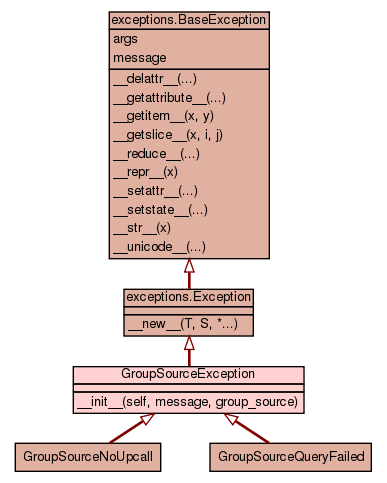 exceptions.BaseException
args
message
__delattr__(...)
__getattribute__(...)
__getitem__(x, y)
__getslice__(x, i, j)
__reduce__(...)
__repr__(x)
__setattr__(...)
__setstate__(...)
__str__(x)
__unicode__(...)
exceptions.Exception
__new__(T, S, *...)
GroupSourceException
__init__(self, message, group_source)
GroupSourceNoUpcall
GroupSourceQueryFailed